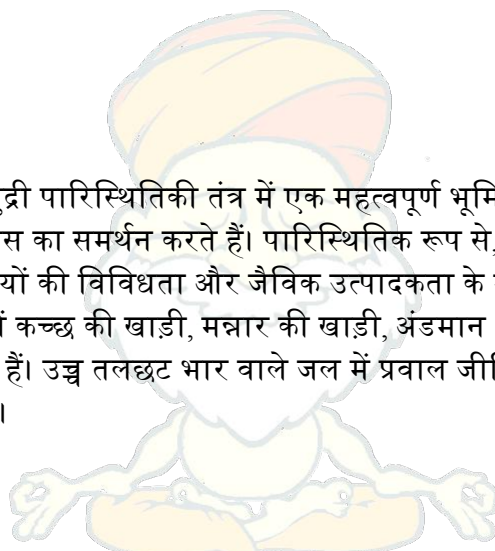 द्री पारिस्थितिकी तंत्र में एक महत्वपूर्ण भूमि
स का समर्थन करते हैं। पारिस्थितिक रूप से,
यों की विविधता और जैविक उत्पादकता के
कच्छ की खाड़ी, मन्नार की खाड़ी, अंडमान
हैं। उच्च तलछट भार वाले जल में प्रवाल जी
।